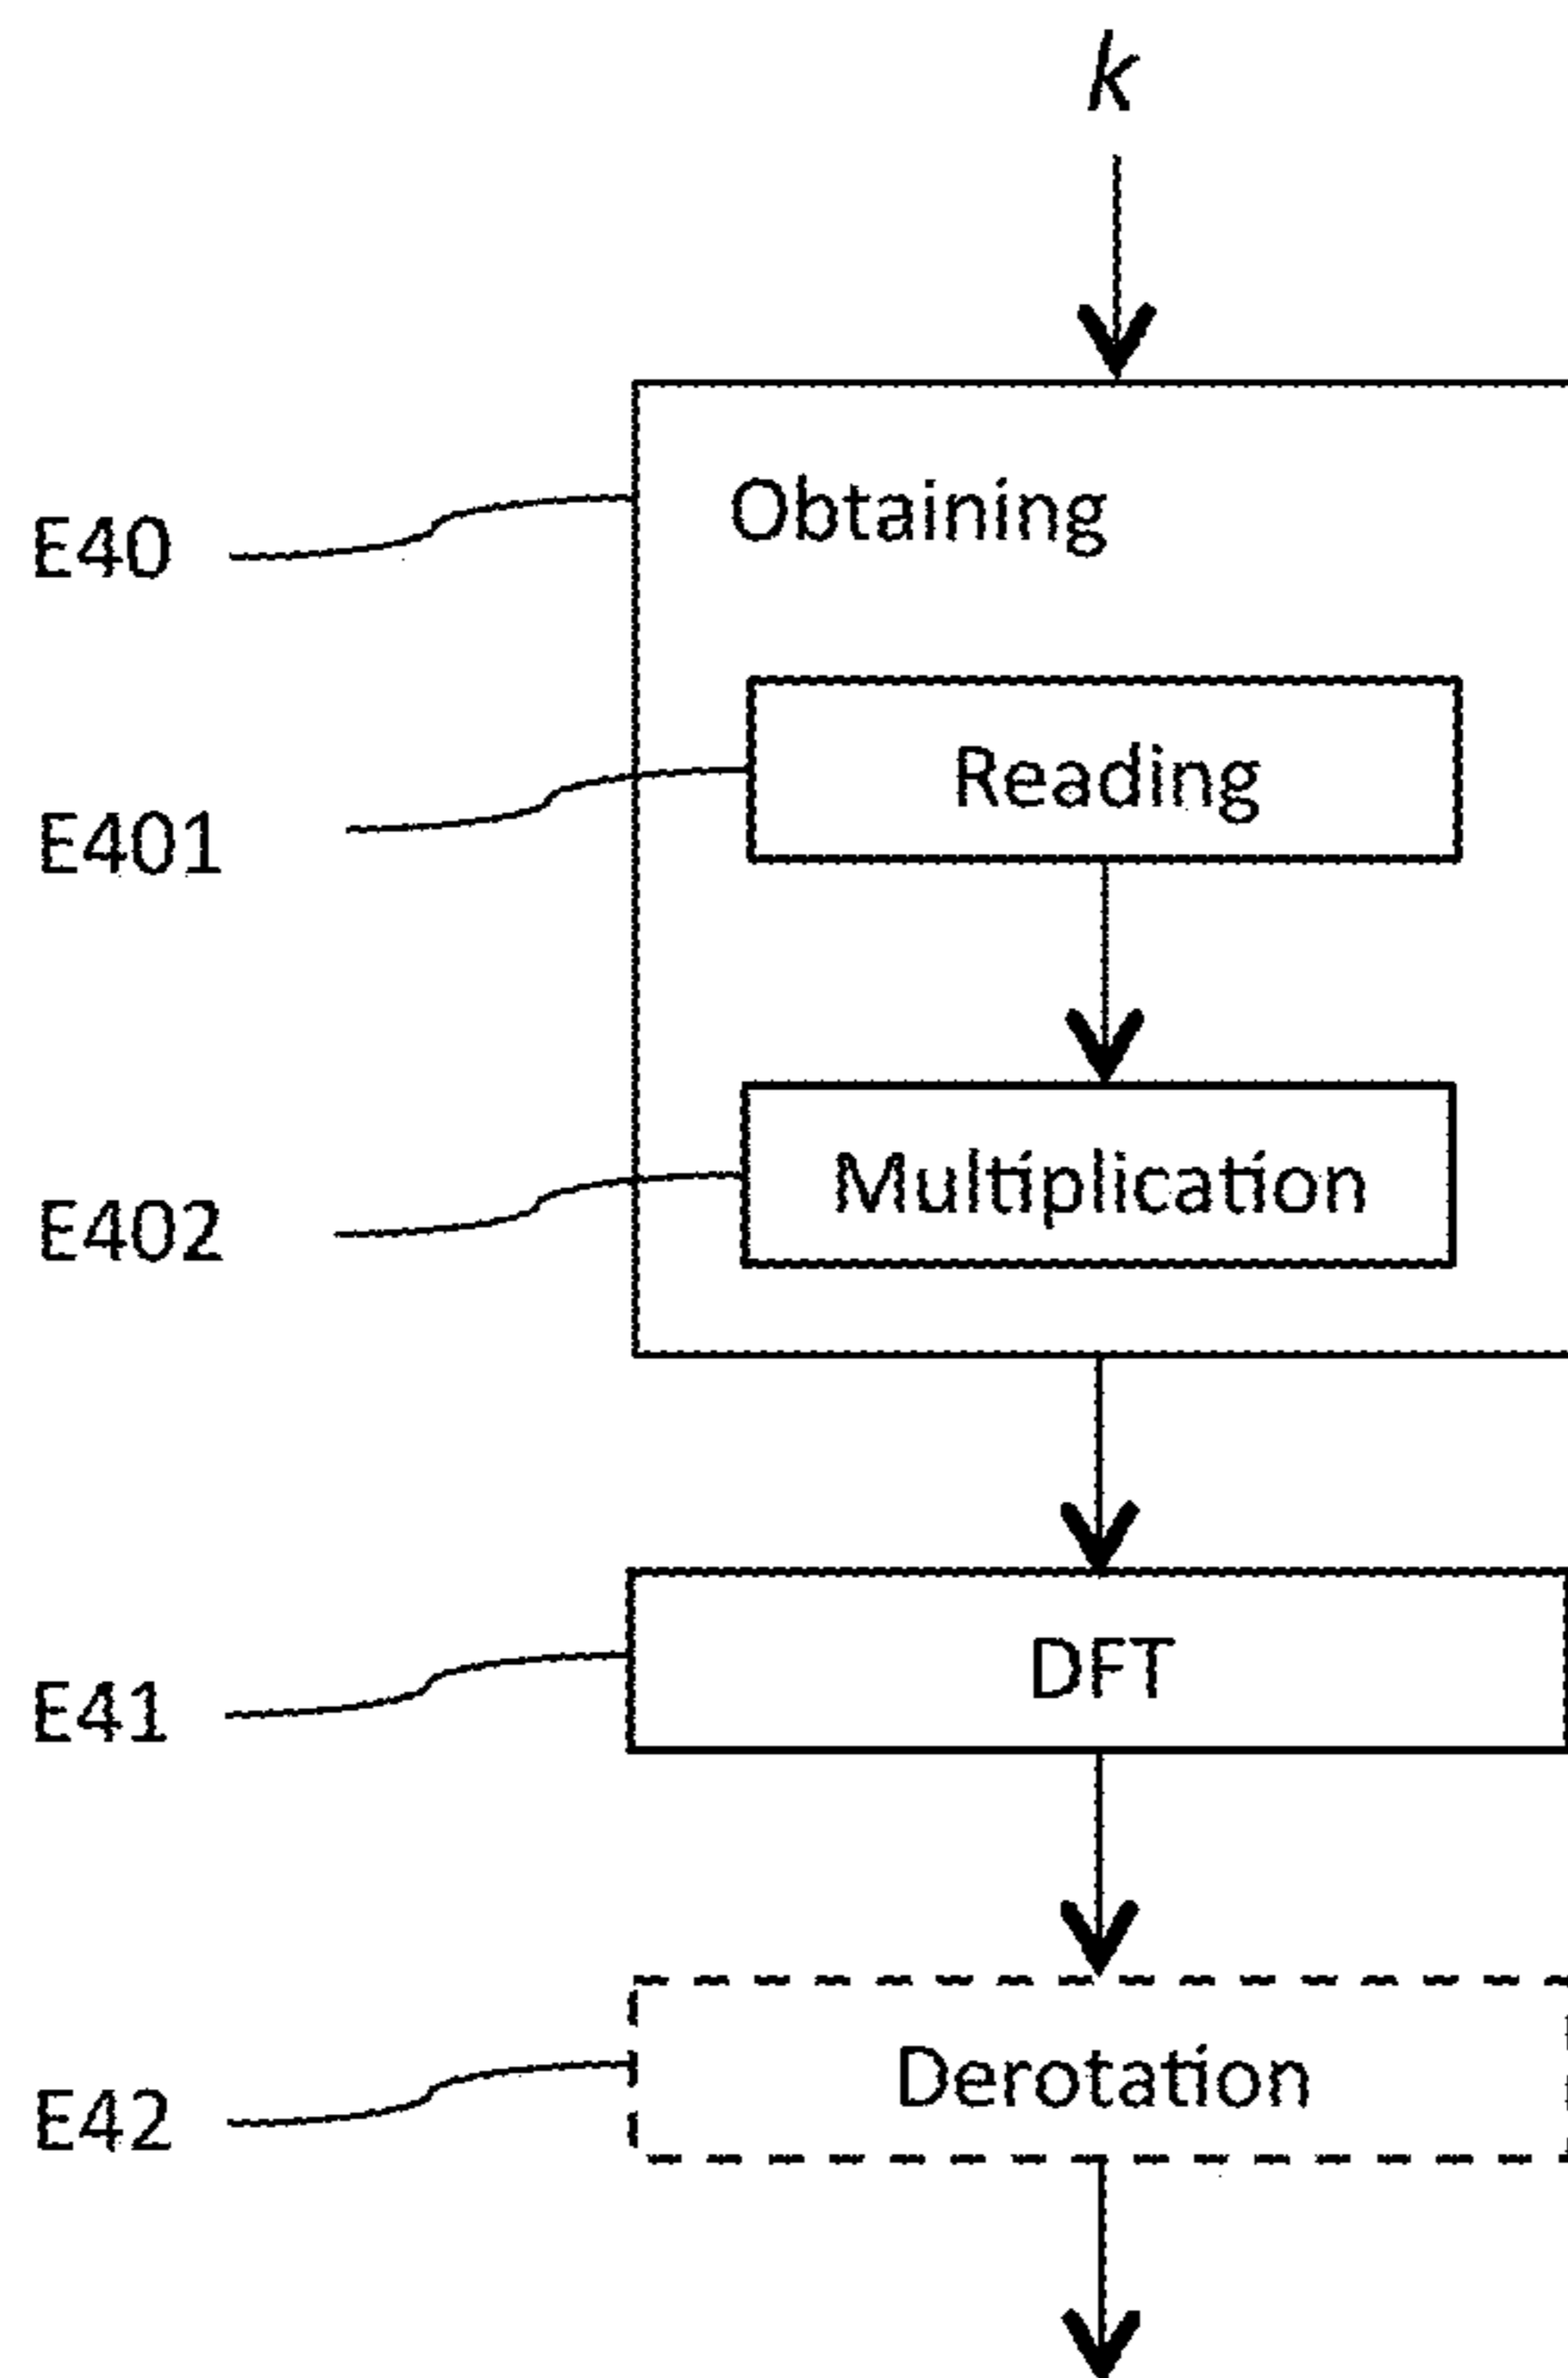 k
Obtaining
E40
Reading
E401
Multiplication
E402
DFT
E41
Derotation
E42